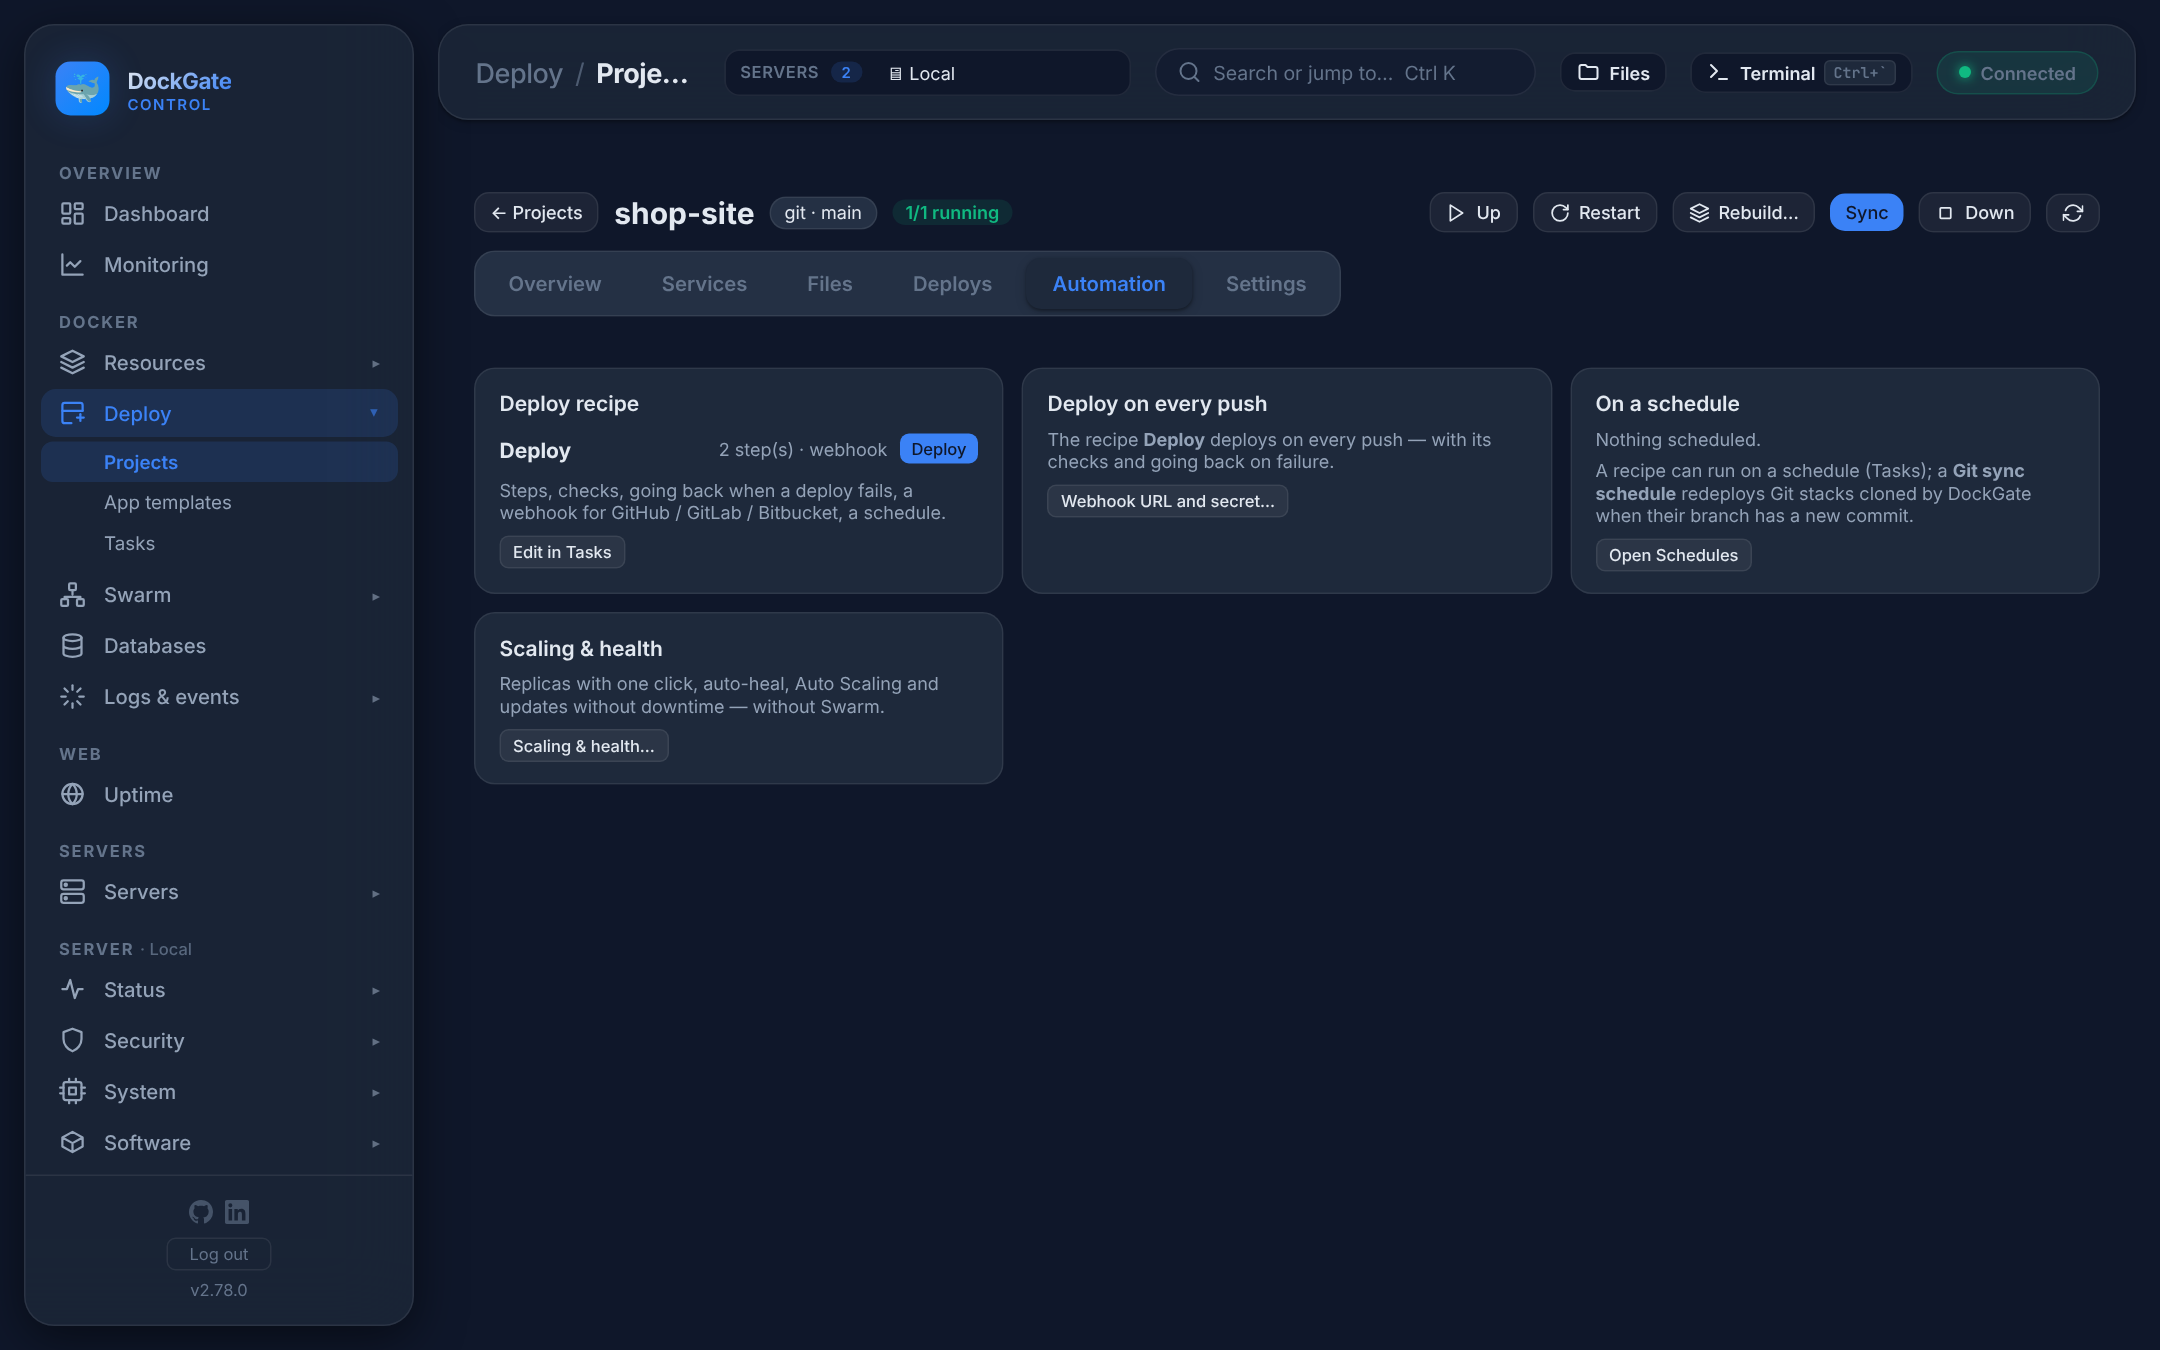 DockGate
CONTROL
OVERVIEW
Dashboard
Monitoring
DOCKER
Resources
Deploy
Projects
App templates
Tasks
Swarm
Databases
Logs & events
WEB
Uptime
SERVERS
Servers
SERVER · Local
Status
Security
System
Software
Log out
v2.78.0
Deploy / Proje...
SERVERS 2 Local
Search or jump to... Ctrl K
Files
Terminal Ctrl+`
Connected
← Projects
shop-site
git · main
1/1 running
Up
Restart
Rebuild...
Sync
Down
Overview
Services
Files
Deploys
Automation
Settings
Deploy recipe
Deploy 2 step(s) · webhook Deploy
Steps, checks, going back when a deploy fails, a
webhook for GitHub / GitLab / Bitbucket, a schedule.
Edit in Tasks
Deploy on every push
The recipe Deploy deploys on every push — with its
checks and going back on failure.
Webhook URL and secret...
On a schedule
Nothing scheduled.
A recipe can run on a schedule (Tasks); a Git sync
schedule redeploys Git stacks cloned by DockGate
when their branch has a new commit.
Open Schedules
Scaling & health
Replicas with one click, auto-heal, Auto Scaling and
updates without downtime — without Swarm.
Scaling & health...